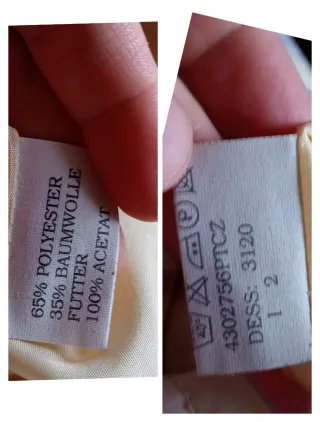 65% POLYESTER
35% BAUMWOLLE
FUTTER
100% ACETAT
40°
P
4302756PTCZ
DESS: 3120
1 2